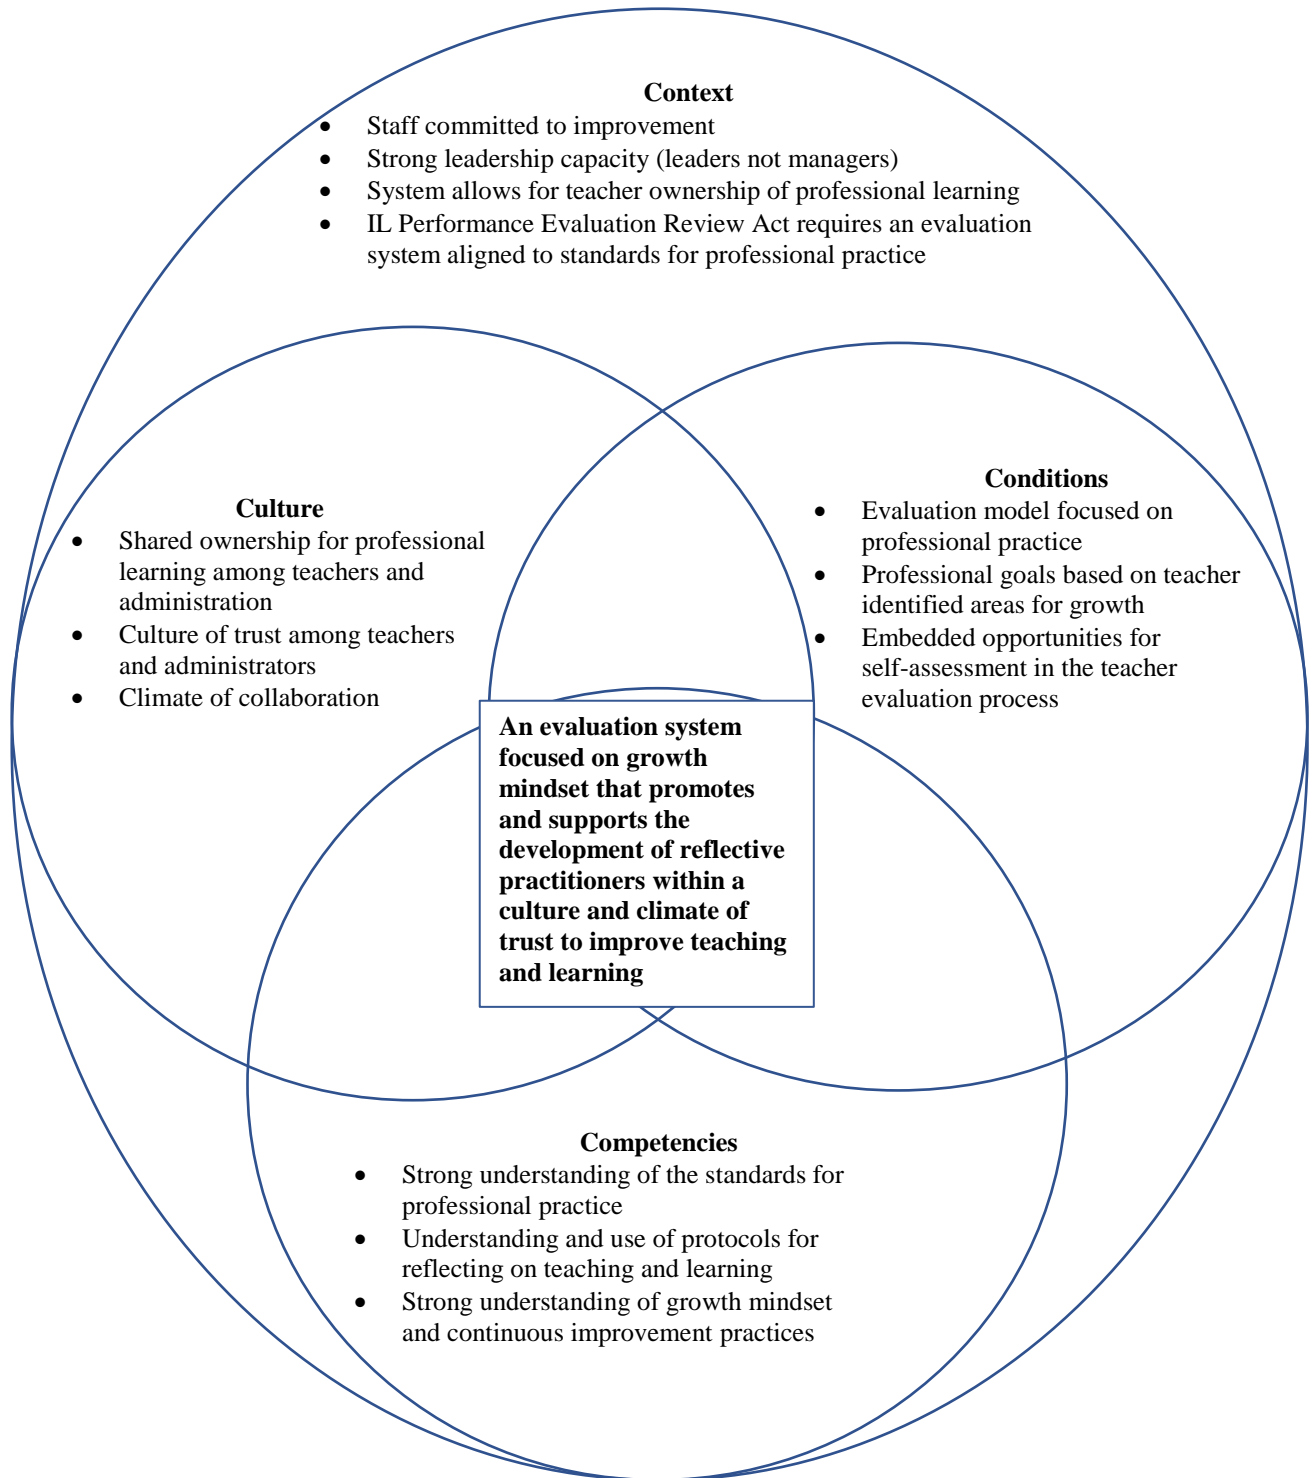 Context
• Staff committed to improvement
• Strong leadership capacity (leaders not managers)
• System allows for teacher ownership of professional learning
• IL Performance Evaluation Review Act requires an evaluation
system aligned to standards for professional practice
Culture
• Shared ownership for professional
learning among teachers and
administration
• Culture of trust among teachers
and administrators
• Climate of collaboration
Conditions
• Evaluation model focused on
professional practice
• Professional goals based on teacher
identified areas for growth
• Embedded opportunities for
self-assessment in the teacher
evaluation process
An evaluation system
focused on growth
mindset that promotes
and supports the
development of reflective
practitioners within a
culture and climate of
trust to improve teaching
and learning
Competencies
• Strong understanding of the standards for
professional practice
• Understanding and use of protocols for
reflecting on teaching and learning
• Strong understanding of growth mindset
and continuous improvement practices